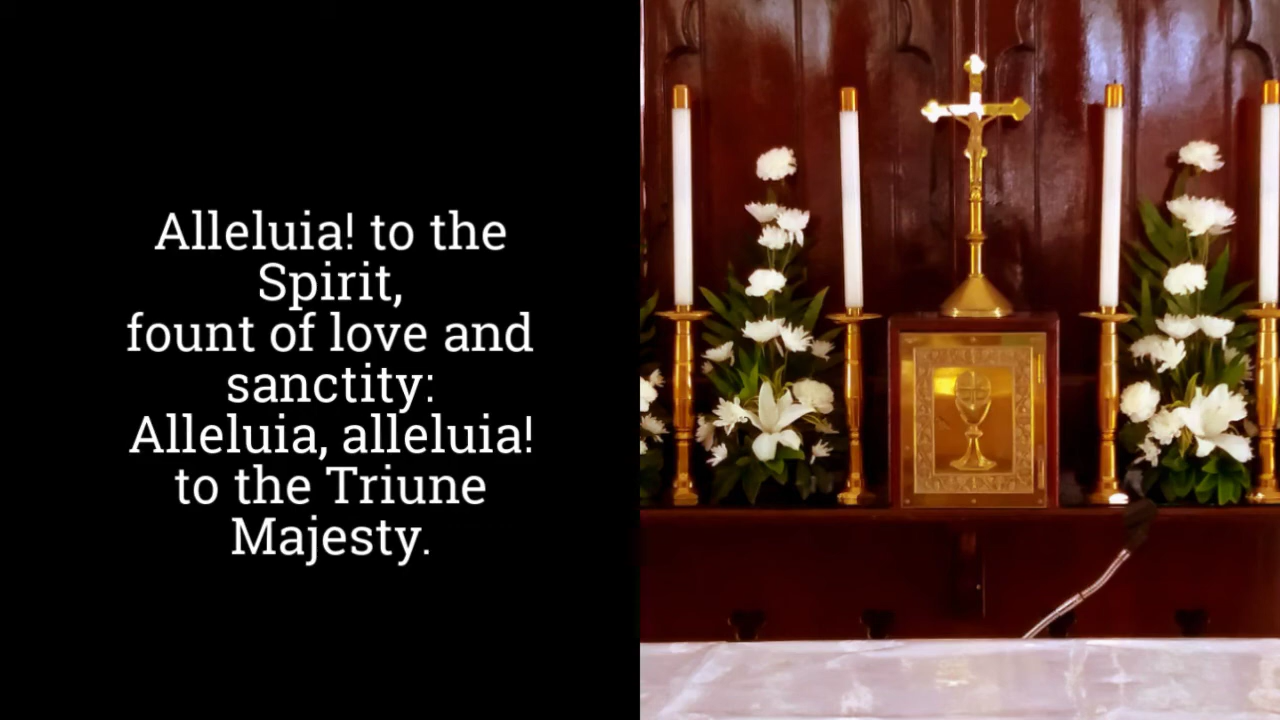 Alleluia! to the
Spirit,
fount of love and
sanctity:
Alleluia, alleluia!
to the Triune
Majesty.